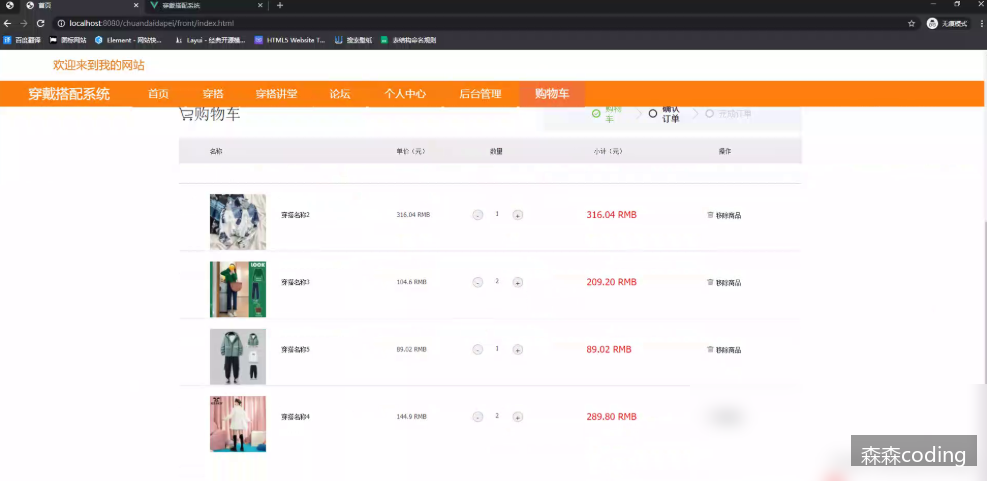 首页
穿戴搭配系统
localhost:8080/chuandaidapei/front/index.html
无痕模式
百度翻译 图标网站 Element - 网站快... Layui - 经典开源模... HTML5 Website T... 搜索壁纸 表结构命名规则
欢迎来到我的网站
穿戴搭配系统 首页 穿搭 穿搭讲堂 论坛 个人中心 后台管理 购物车
购物车 购物车 确认订单 完成订单
名称 单价（元） 数量 小计（元） 操作
穿搭名称2 316.04 RMB - 1 + 316.04 RMB 移除商品
LOOK
穿搭名称3 104.6 RMB - 2 + 209.20 RMB 移除商品
穿搭名称5 89.02 RMB - 1 + 89.02 RMB 移除商品
穿搭名称4 144.9 RMB - 2 + 289.80 RMB
森森coding